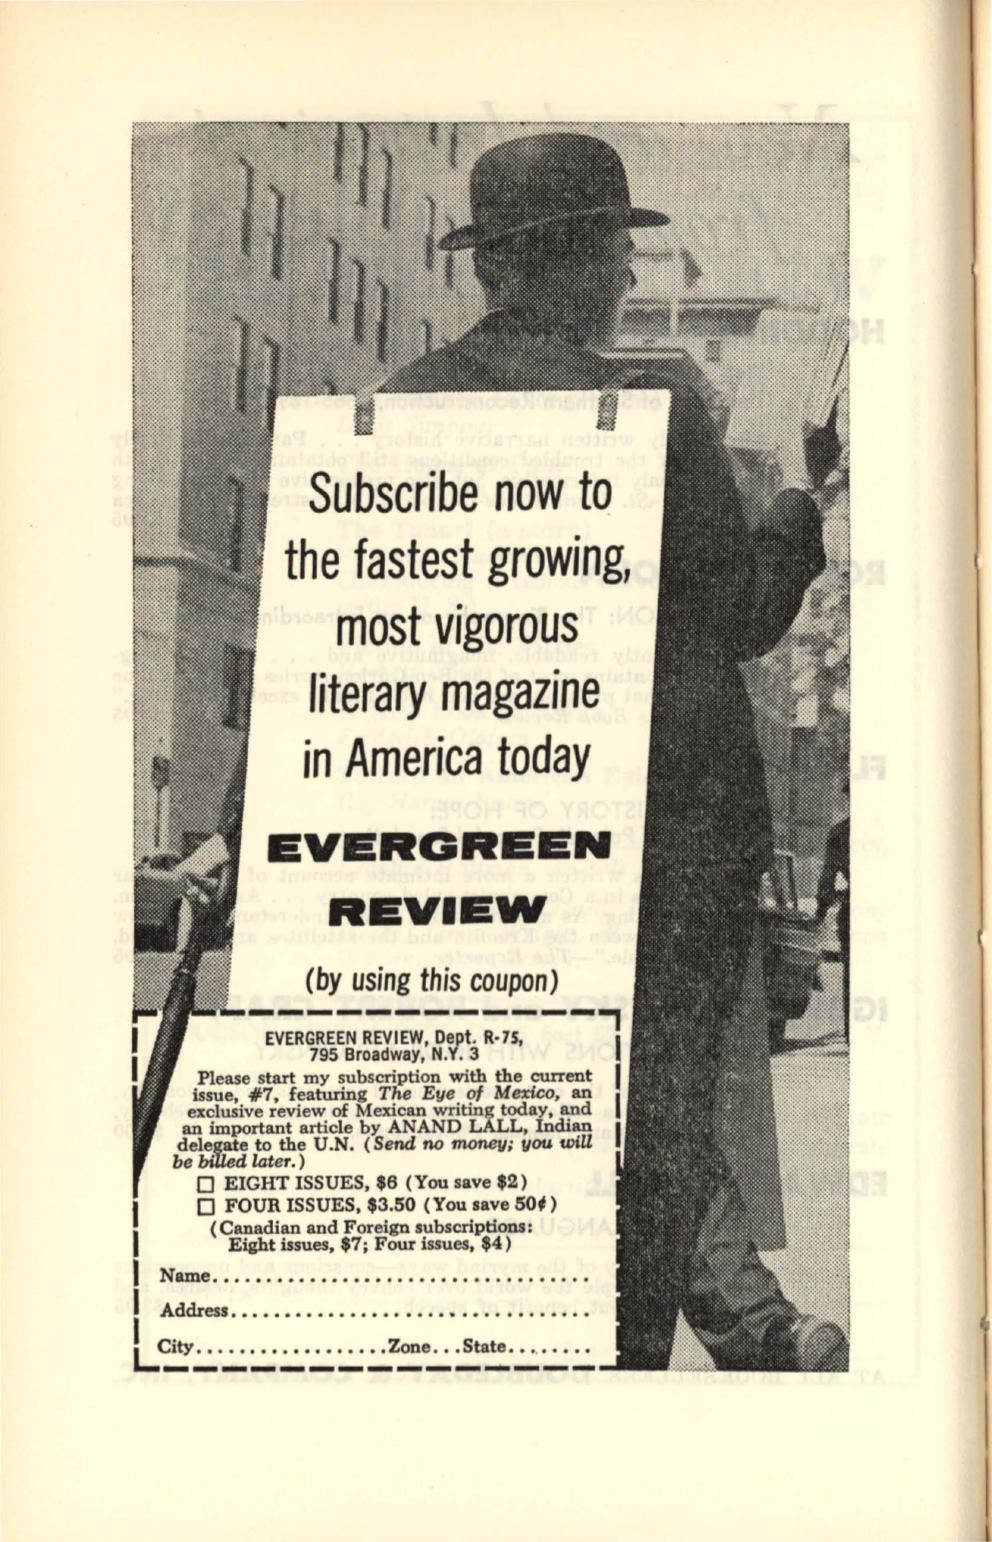 Subscribe now to
the fastest growing,
most vigorous
literary magazine
in America today
EVERGREEN
REVIEW
(by using this coupon)
EVERGREEN REVIEW, Dept. R-75,
795 Broadway, N.Y. 3
Please start my subscription with the current
issue, #7, featuring The Eye of Mexico, an
exclusive review of Mexican writing today, and
an important article by ANAND LALL, Indian
delegate to the U.N. (Send no money; you will
be billed later.)
☐ EIGHT ISSUES, $6 (You save $2)
☐ FOUR ISSUES, $3.50 (You save 50¢)
(Canadian and Foreign subscriptions:
Eight issues, $7; Four issues, $4)
Name..................................
Address................................
City..................Zone...State........